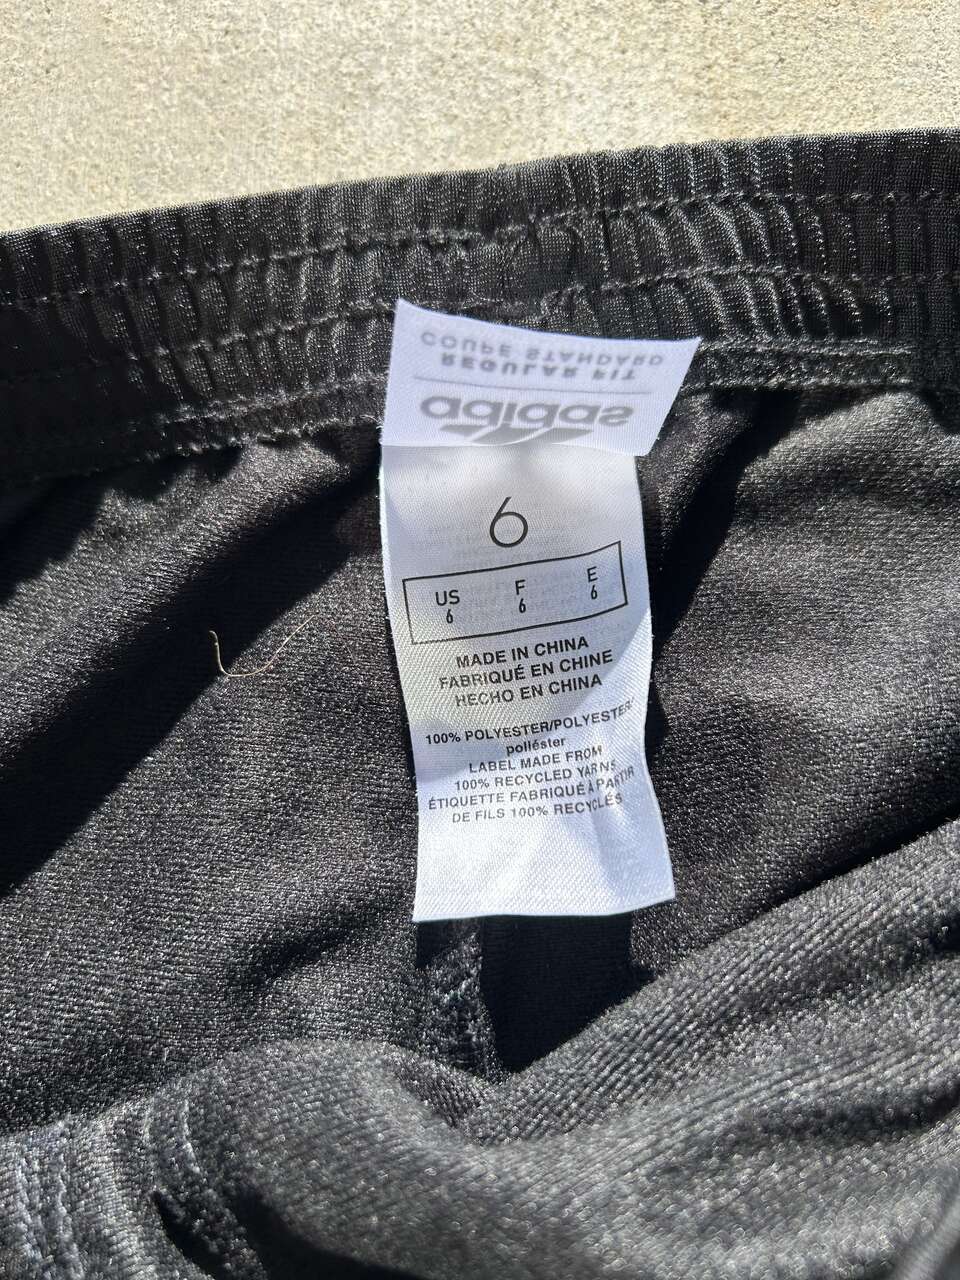 adidas
REGULAR FIT
COUPE STANDARD
6
US F E
6 6 6
MADE IN CHINA
FABRIQUÉ EN CHINE
HECHO EN CHINA
100% POLYESTER/POLYESTER/
poliéster
LABEL MADE FROM
100% RECYCLED YARNS
ÉTIQUETTE FABRIQUÉ À PARTIR
DE FILS 100% RECYCLÉS